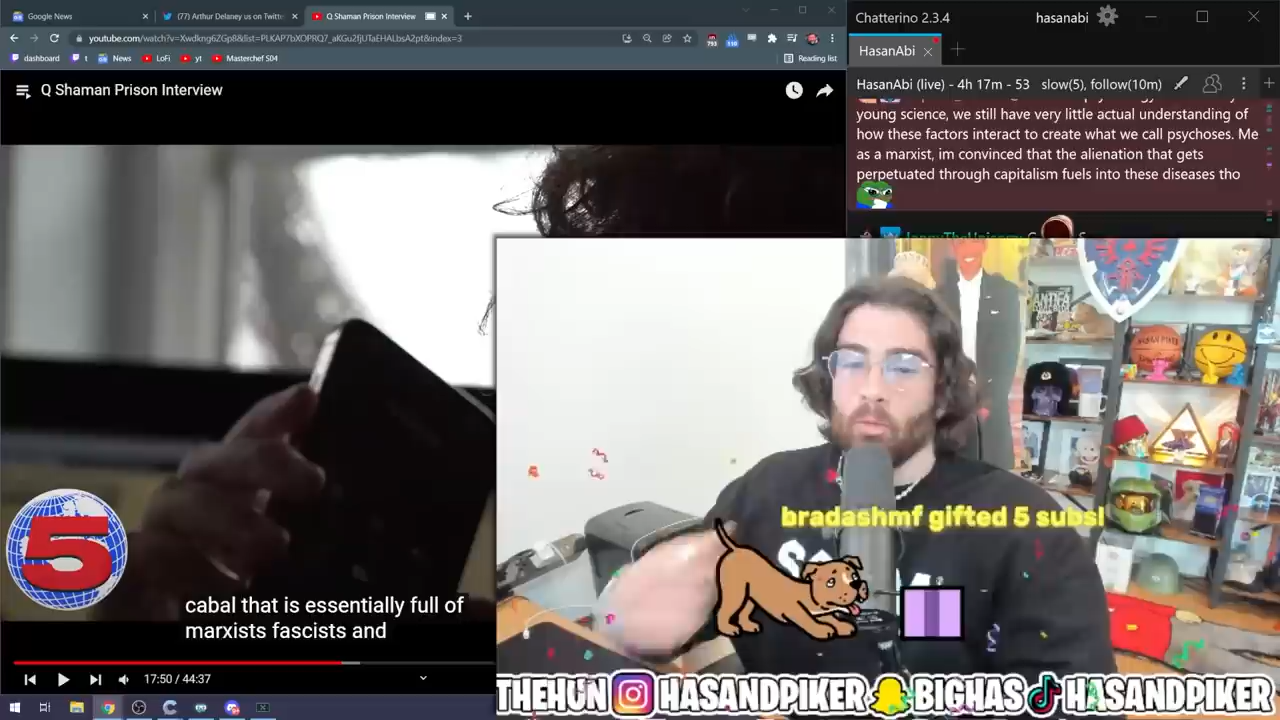 Google News
(77) Arthur Delaney us on Twitte
Q Shaman Prison Interview
youtube.com/watch?v=Xwdkng6ZGp8&list=PLKAP7bXOPRQ7_aKGu2fjUTaEHALbsA2pt&index=3
dashboard
t
News
LoFi
yt
Masterchef S04
Reading list
Q Shaman Prison Interview
5
cabal that is essentially full of
marxists fascists and
17:50 / 44:37
Chatterino 2.3.4
hasanabi
HasanAbi
HasanAbi (live) - 4h 17m - 53
slow(5), follow(10m)
young science, we still have very little actual understanding of
how these factors interact to create what we call psychoses. Me
as a marxist, im convinced that the alienation that gets
perpetuated through capitalism fuels into these diseases tho
bradashmf gifted 5 subs!
THEHUN
HASANDPIKER
BIGHAS
HASANDPIKER